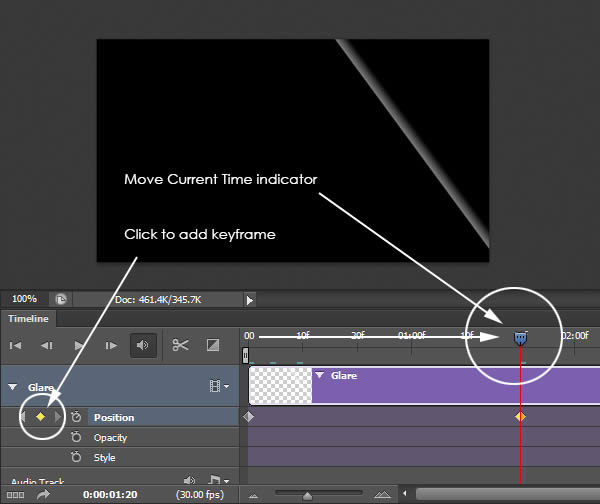 Move Current Time indicator
Click to add keyframe
100%
Doc: 461.4K/345.7K
Timeline
00 10f 20f 01:00f 10f 02:00f
Glare
Glare
Position
Opacity
Style
Audio Track
0:00:01:20 (30.00 fps)